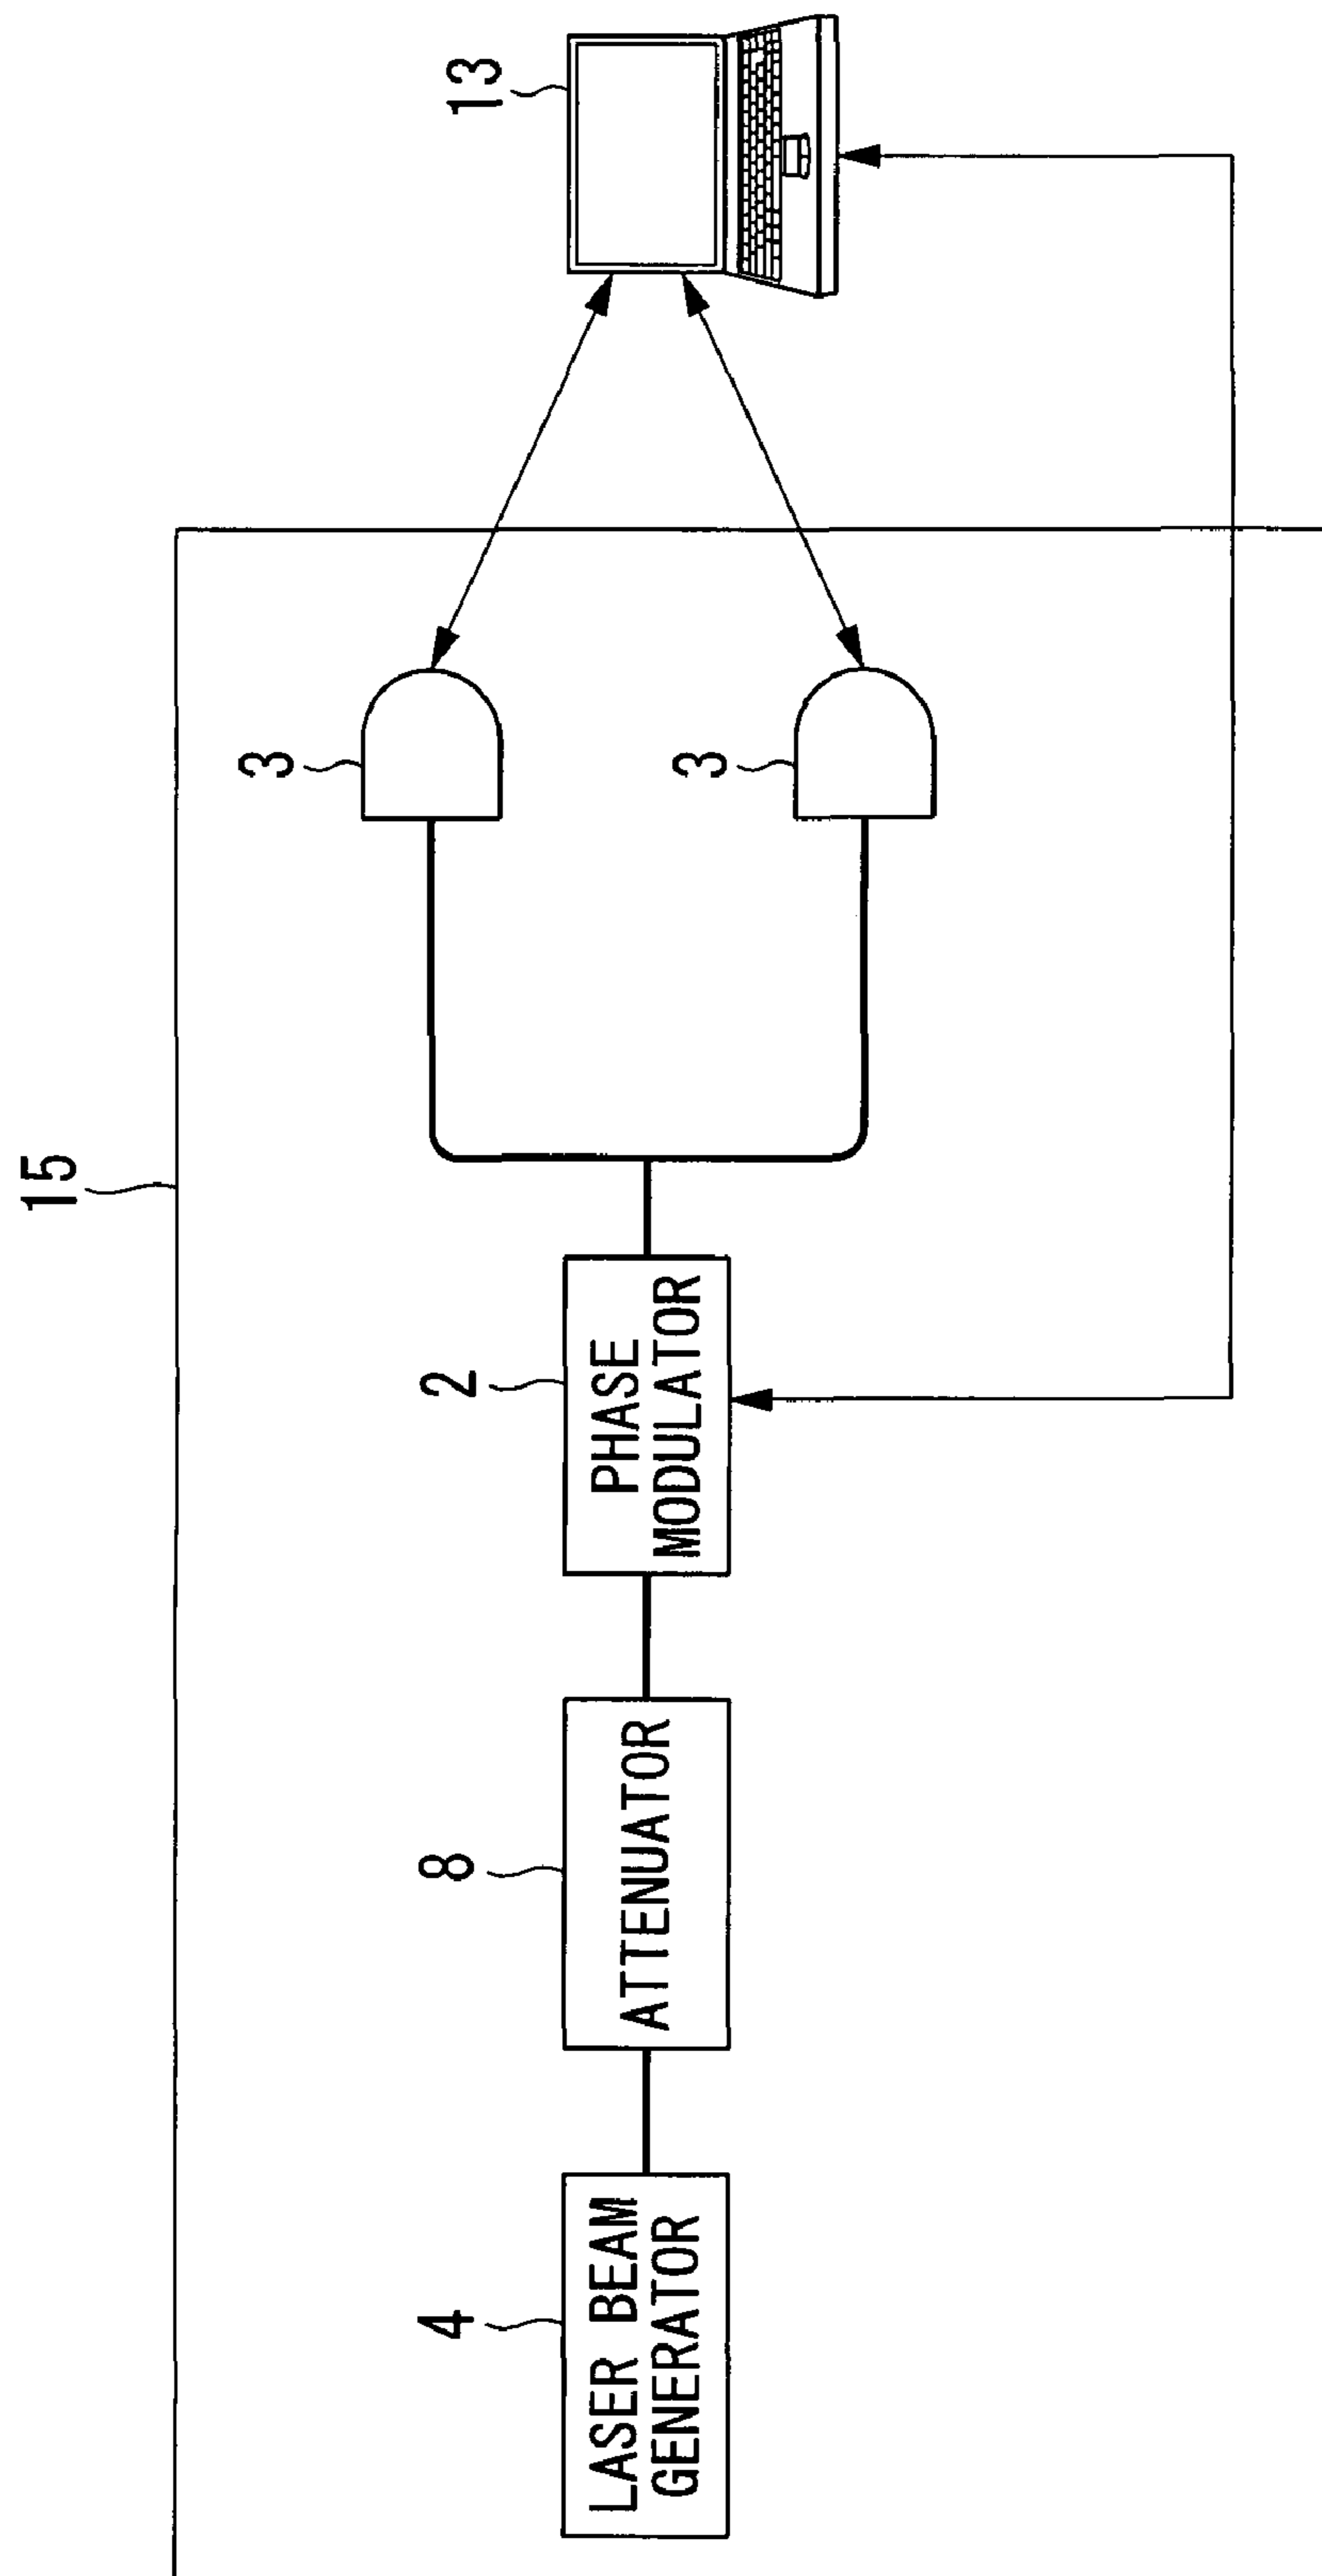 15
13
3
3
2
PHASE
MODULATOR
8
ATTENUATOR
4
LASER BEAM
GENERATOR